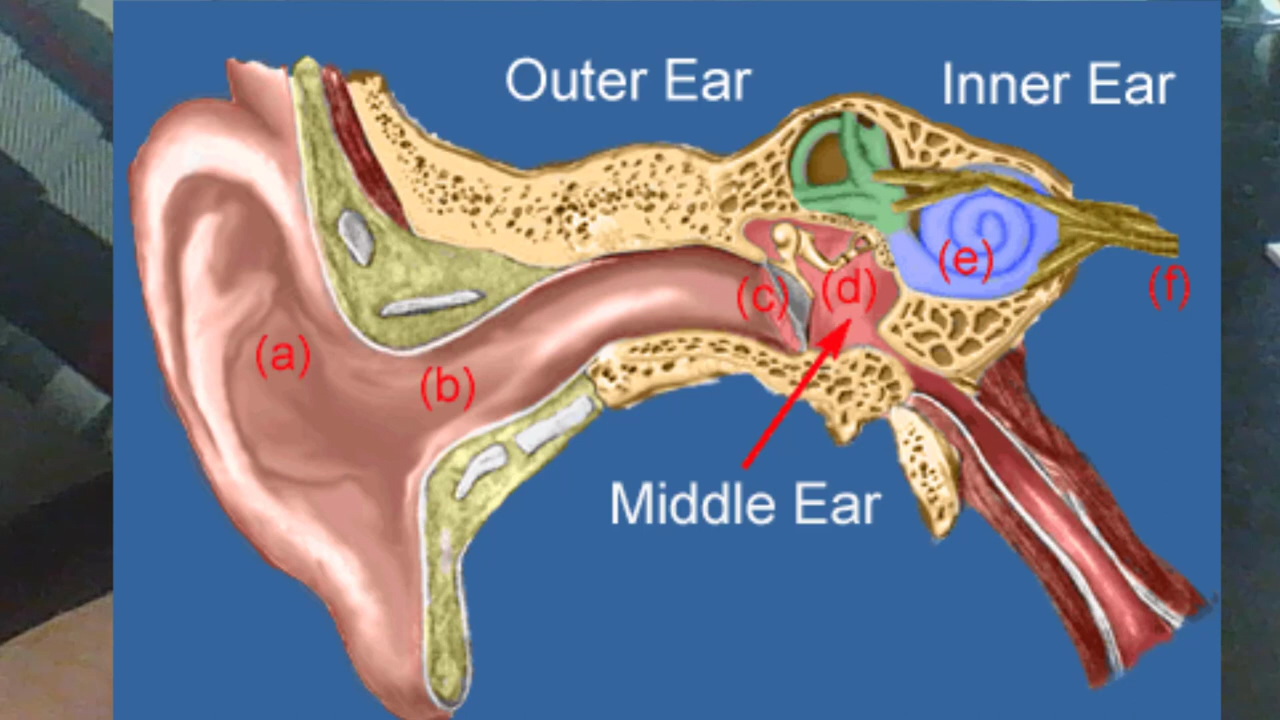 Outer Ear
Inner Ear
(e)
(c)
(d)
(f)
(a)
(b)
Middle Ear